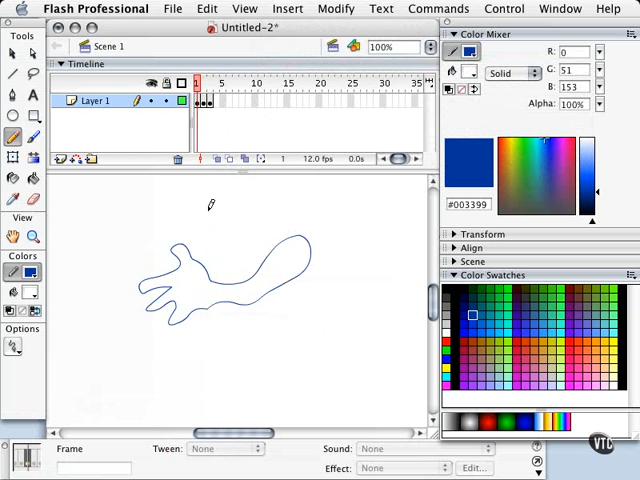 Flash Professional File Edit View Insert Modify Text Commands Control Window Help
Tools
View
Colors
Options
Untitled-2*
Scene 1
100%
Timeline
1 5 10 15 20 25 30 35
Layer 1
1 12.0 fps 0.0s
Color Mixer
R: 0
Solid
G: 51
B: 153
Alpha: 100%
#003399
Transform
Align
Scene
Color Swatches
Frame
Tween: None
Sound: None
Effect: None
Edit...
VTC